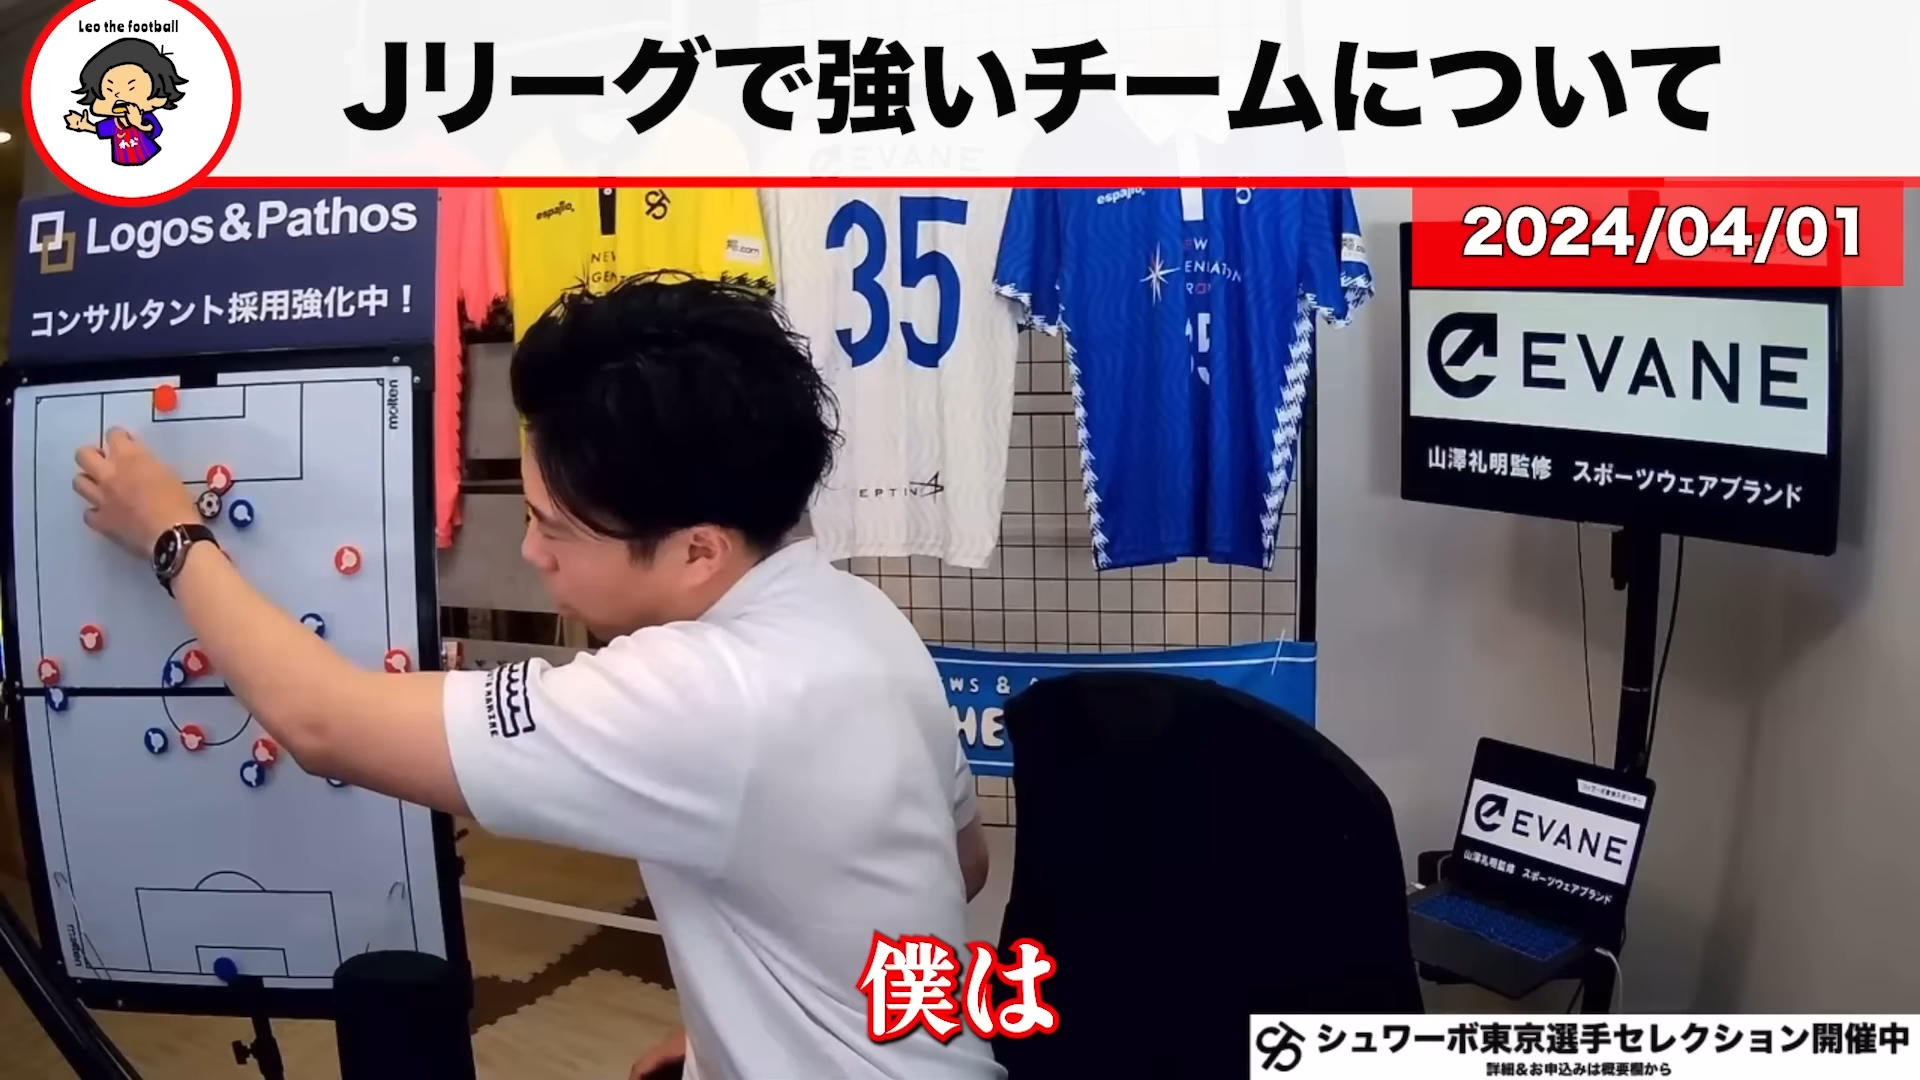 Leo the football
Jリーグで強いチームについて
2024/04/01
Logos&Pathos
コンサルタント採用強化中！
molten
espajio
espajio
EVANE
35
EVANE
山澤礼明監修 スポーツウェアブランド
EVANE
山澤礼明監修 スポーツウェアブランド
僕は
シュワーボ東京選手セレクション開催中
詳細&お申込みは概要欄から